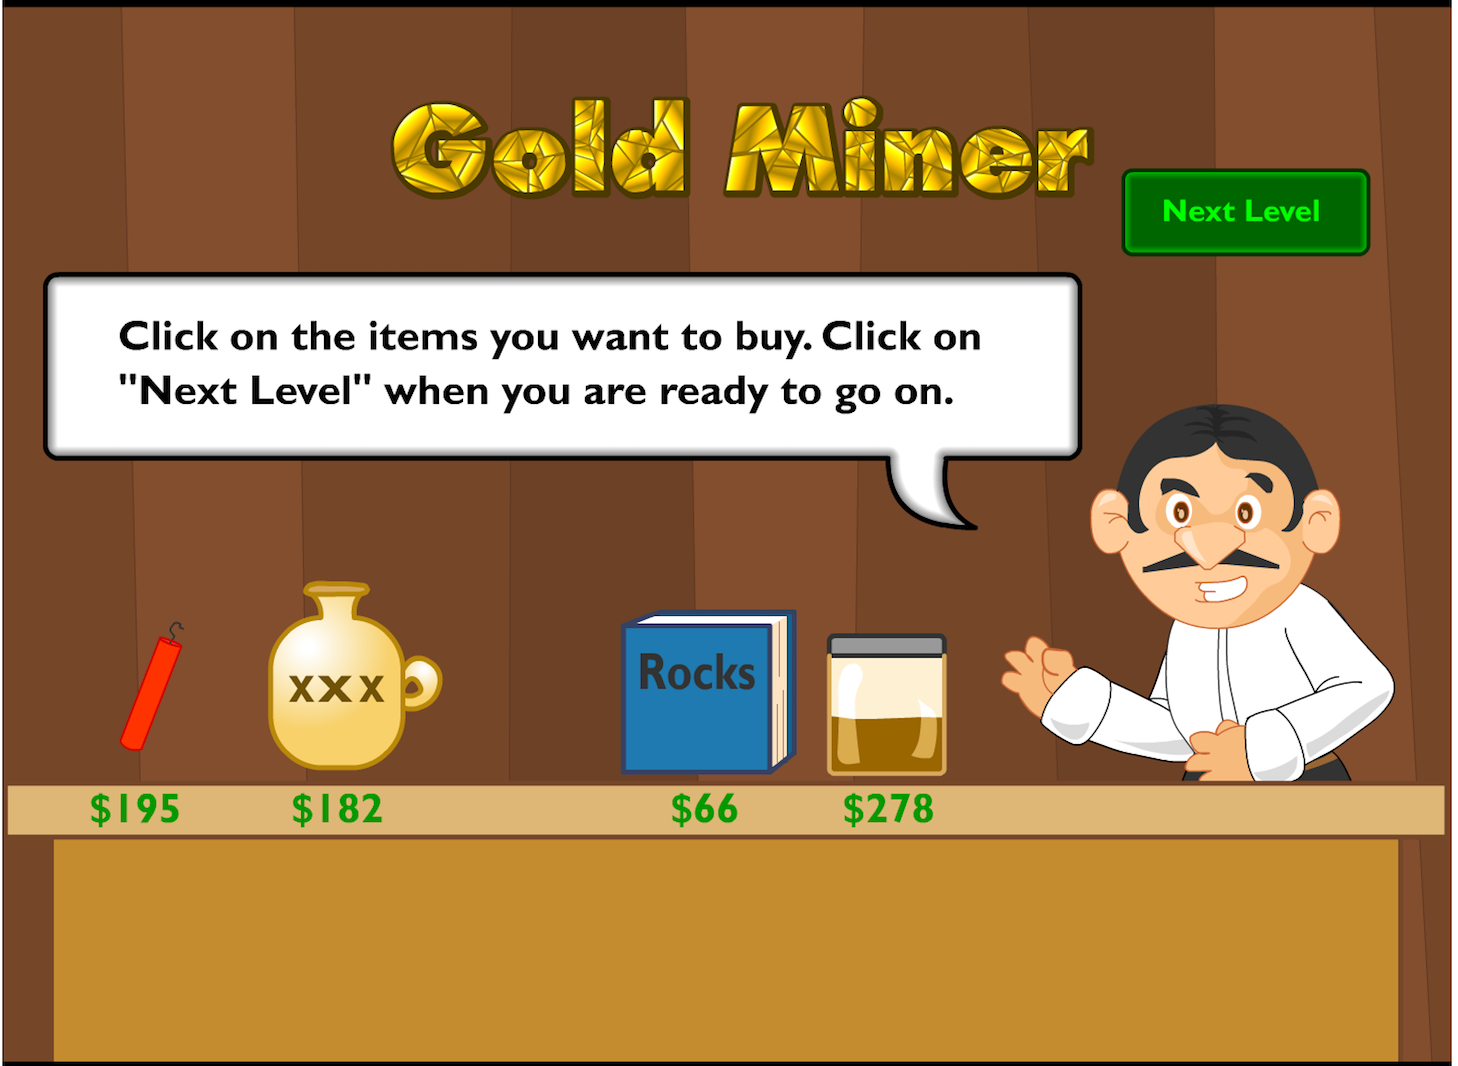 Gold Miner
Next Level
Click on the items you want to buy. Click on
"Next Level" when you are ready to go on.
xxx
Rocks
$195 $182 $66 $278